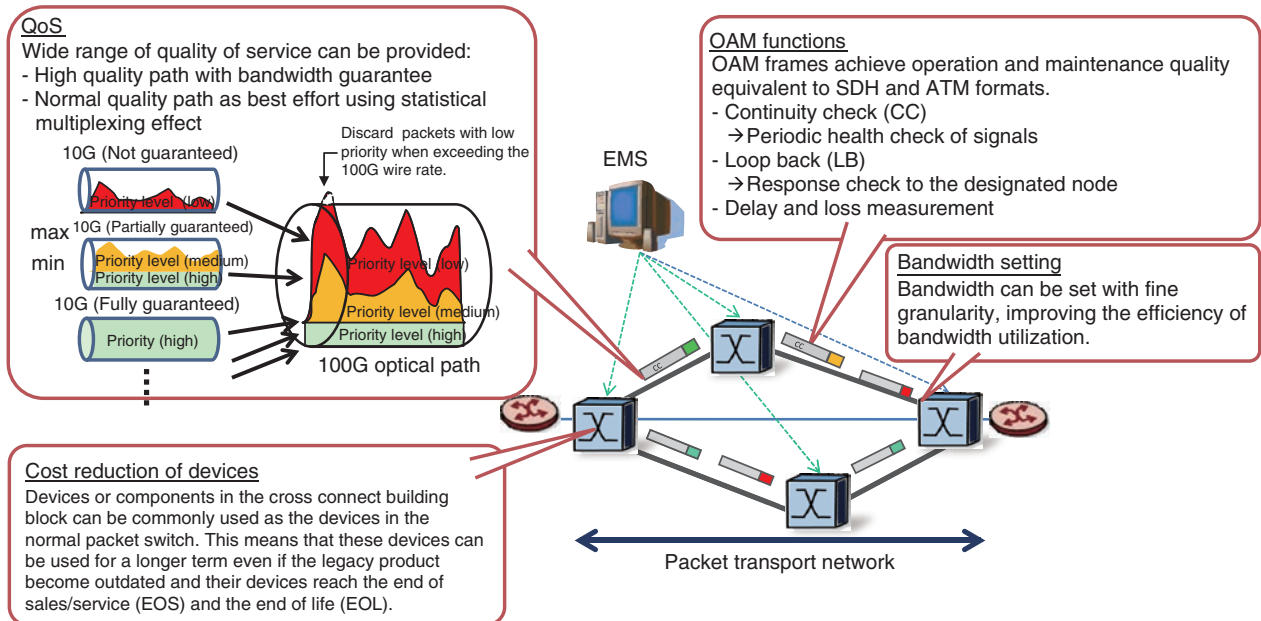 QoS
Wide range of quality of service can be provided:
- High quality path with bandwidth guarantee
- Normal quality path as best effort using statistical
multiplexing effect
10G (Not guaranteed)
Priority level (low)
Discard packets with low
priority when exceeding the
100G wire rate.
max
10G (Partially guaranteed)
min
Priority level (medium)
Priority level (high)
10G (Fully guaranteed)
Priority (high)
Priority level (low)
Priority level (medium)
Priority level (high)
100G optical path
OAM functions
OAM frames achieve operation and maintenance quality
equivalent to SDH and ATM formats.
- Continuity check (CC)
→Periodic health check of signals
- Loop back (LB)
→Response check to the designated node
- Delay and loss measurement
EMS
Bandwidth setting
Bandwidth can be set with fine
granularity, improving the efficiency of
bandwidth utilization.
CC
CC
Cost reduction of devices
Devices or components in the cross connect building
block can be commonly used as the devices in the
normal packet switch. This means that these devices can
be used for a longer term even if the legacy product
become outdated and their devices reach the end of
sales/service (EOS) and the end of life (EOL).
Packet transport network